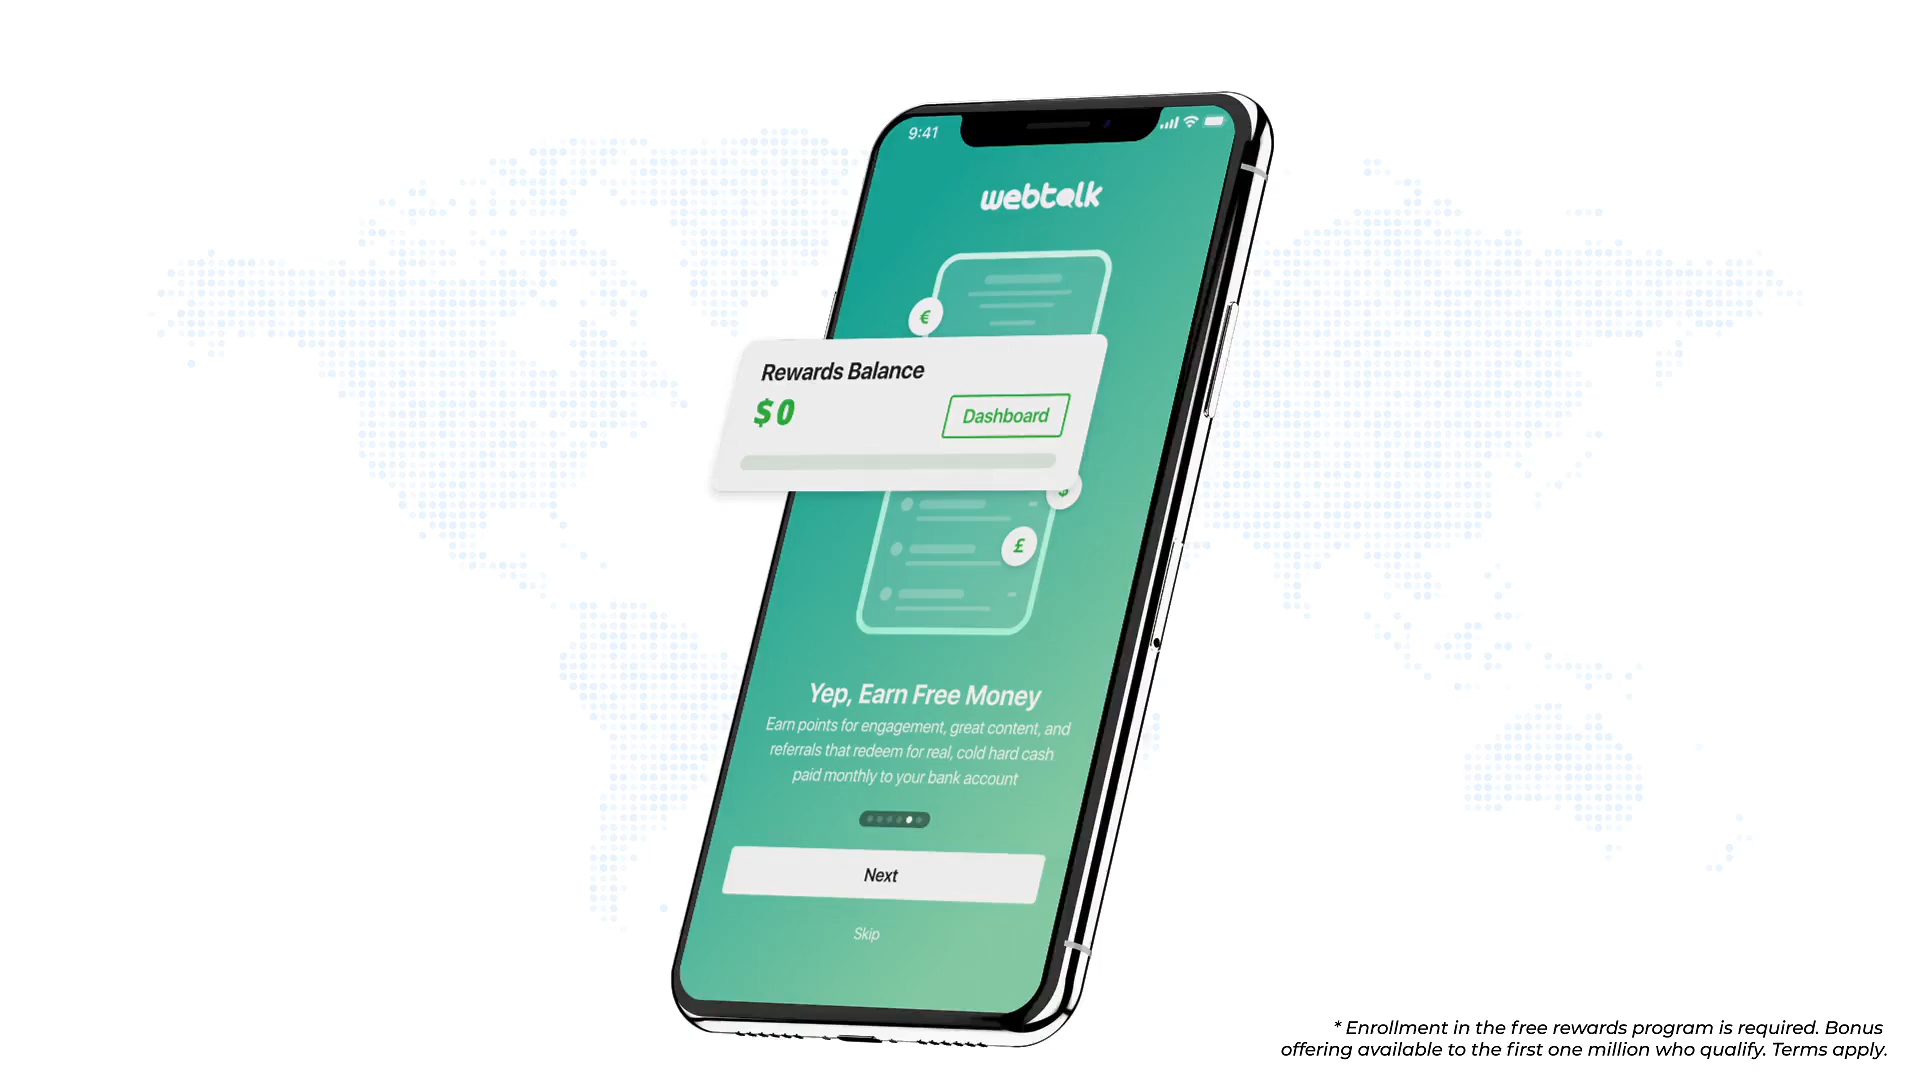 9:41
webtalk
€
Rewards Balance
$0
Dashboard
$
£
Yep, Earn Free Money
Earn points for engagement, great content, and
referrals that redeem for real, cold hard cash
paid monthly to your bank account
Next
Skip
* Enrollment in the free rewards program is required. Bonus
offering available to the first one million who qualify. Terms apply.